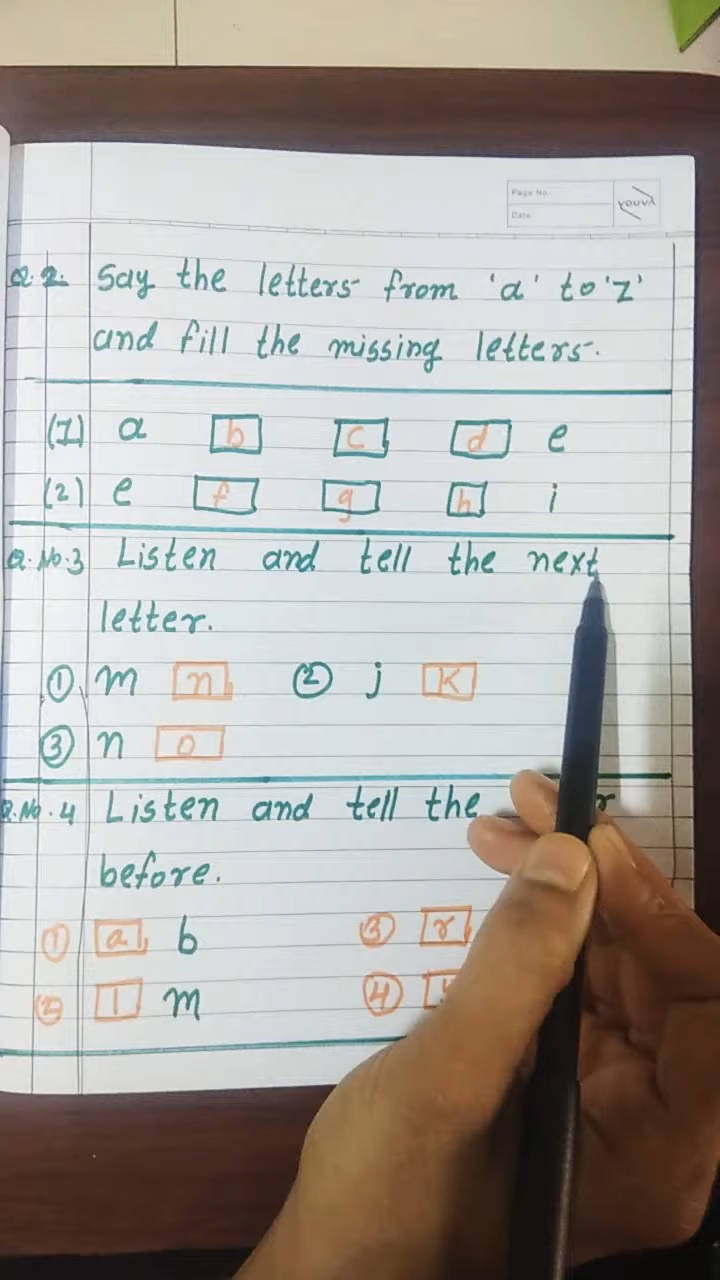 Page No.
Date
YOUVA
Q.2. Say the letters from 'a' to 'z'
and fill the missing letters.
(1) a b c d e
(2) e f g h i
Q.No.3 Listen and tell the next
letter.
① m n ② j k
③ n o
Q.No.4 Listen and tell the
before.
① a b ③ r
② l m ④